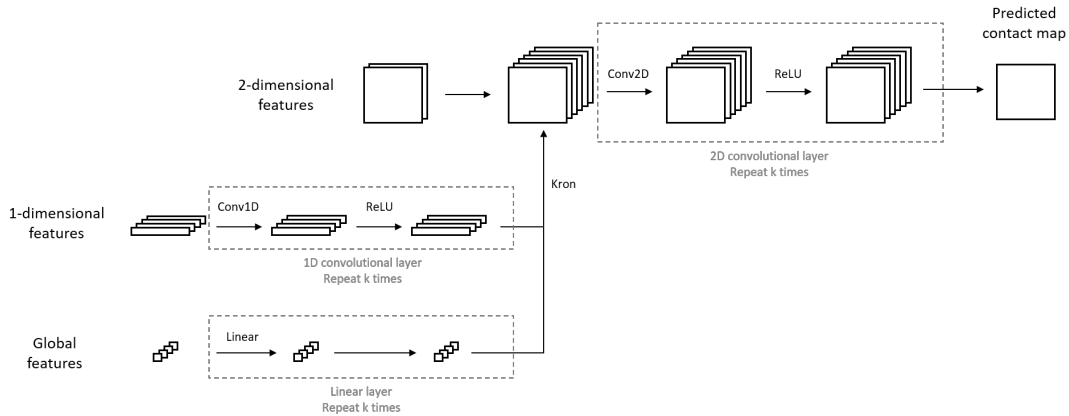 Predicted
contact map
2-dimensional
features
Conv2D
ReLU
2D convolutional layer
Repeat k times
Kron
1-dimensional
features
Conv1D
ReLU
1D convolutional layer
Repeat k times
Global
features
Linear
Linear layer
Repeat k times